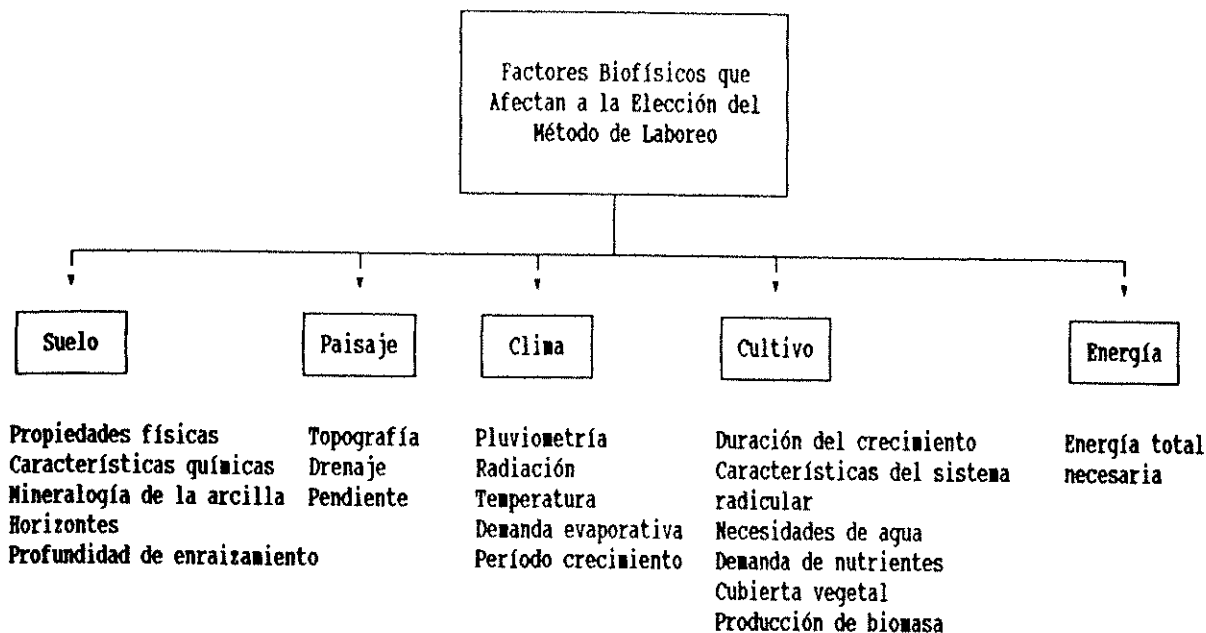 Factores Biofísicos que
Afectan a la Elección del
Método de Laboreo
Suelo
Paisaje
Clima
Cultivo
Energía
Propiedades físicas
Características químicas
Mineralogía de la arcilla
Horizontes
Profundidad de enraizamiento
Topografía
Drenaje
Pendiente
Pluviometría
Radiación
Temperatura
Demanda evaporativa
Período crecimiento
Duración del crecimiento
Características del sistema
radicular
Necesidades de agua
Demanda de nutrientes
Cubierta vegetal
Producción de biomasa
Energía total
necesaria